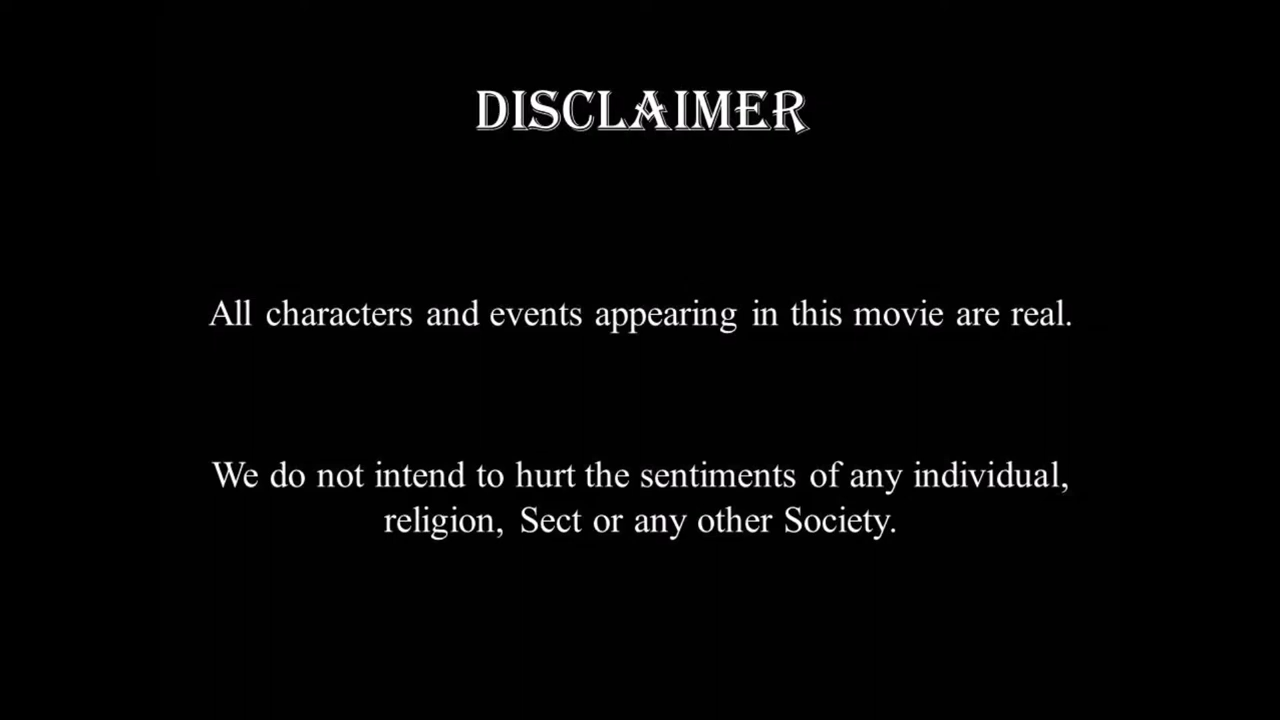 DISCLAIMER
All characters and events appearing in this movie are real.
We do not intend to hurt the sentiments of any individual,
religion, Sect or any other Society.